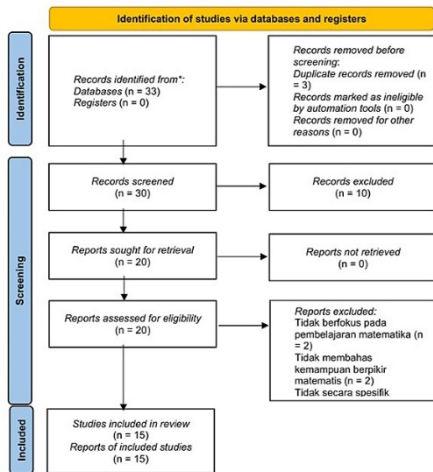 Identification of studies via databases and registers
Identification
Records identified from*:
Databases (n = 33)
Registers (n = 0)
Records removed before
screening:
Duplicate records removed (n
= 3)
Records marked as ineligible
by automation tools (n = 0)
Records removed for other
reasons (n = 0)
Screening
Records screened
(n = 30)
Records excluded
(n = 10)
Reports sought for retrieval
(n = 20)
Reports not retrieved
(n = 0)
Reports assessed for eligibility
(n = 20)
Reports excluded:
Tidak berfokus pada
pembelajaran matematika (n
= 2)
Tidak membahas
kemampuan berpikir
matematis (n = 2)
Tidak secara spesifik
Included
Studies included in review
(n = 15)
Reports of included studies
(n = 15)